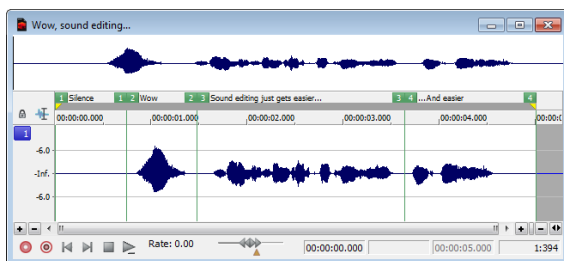 Wow, sound editing...
1 Silence 1 2 Wow 2 3 Sound editing just gets easier... 3 4 ...And easier 4
00:00:00.000 00:00:01.000 00:00:02.000 00:00:03.000 00:00:04.000 00:00:0
1
-6.0
-Inf.
-6.0
Rate: 0.00 00:00:00.000 00:00:05.000 1:394